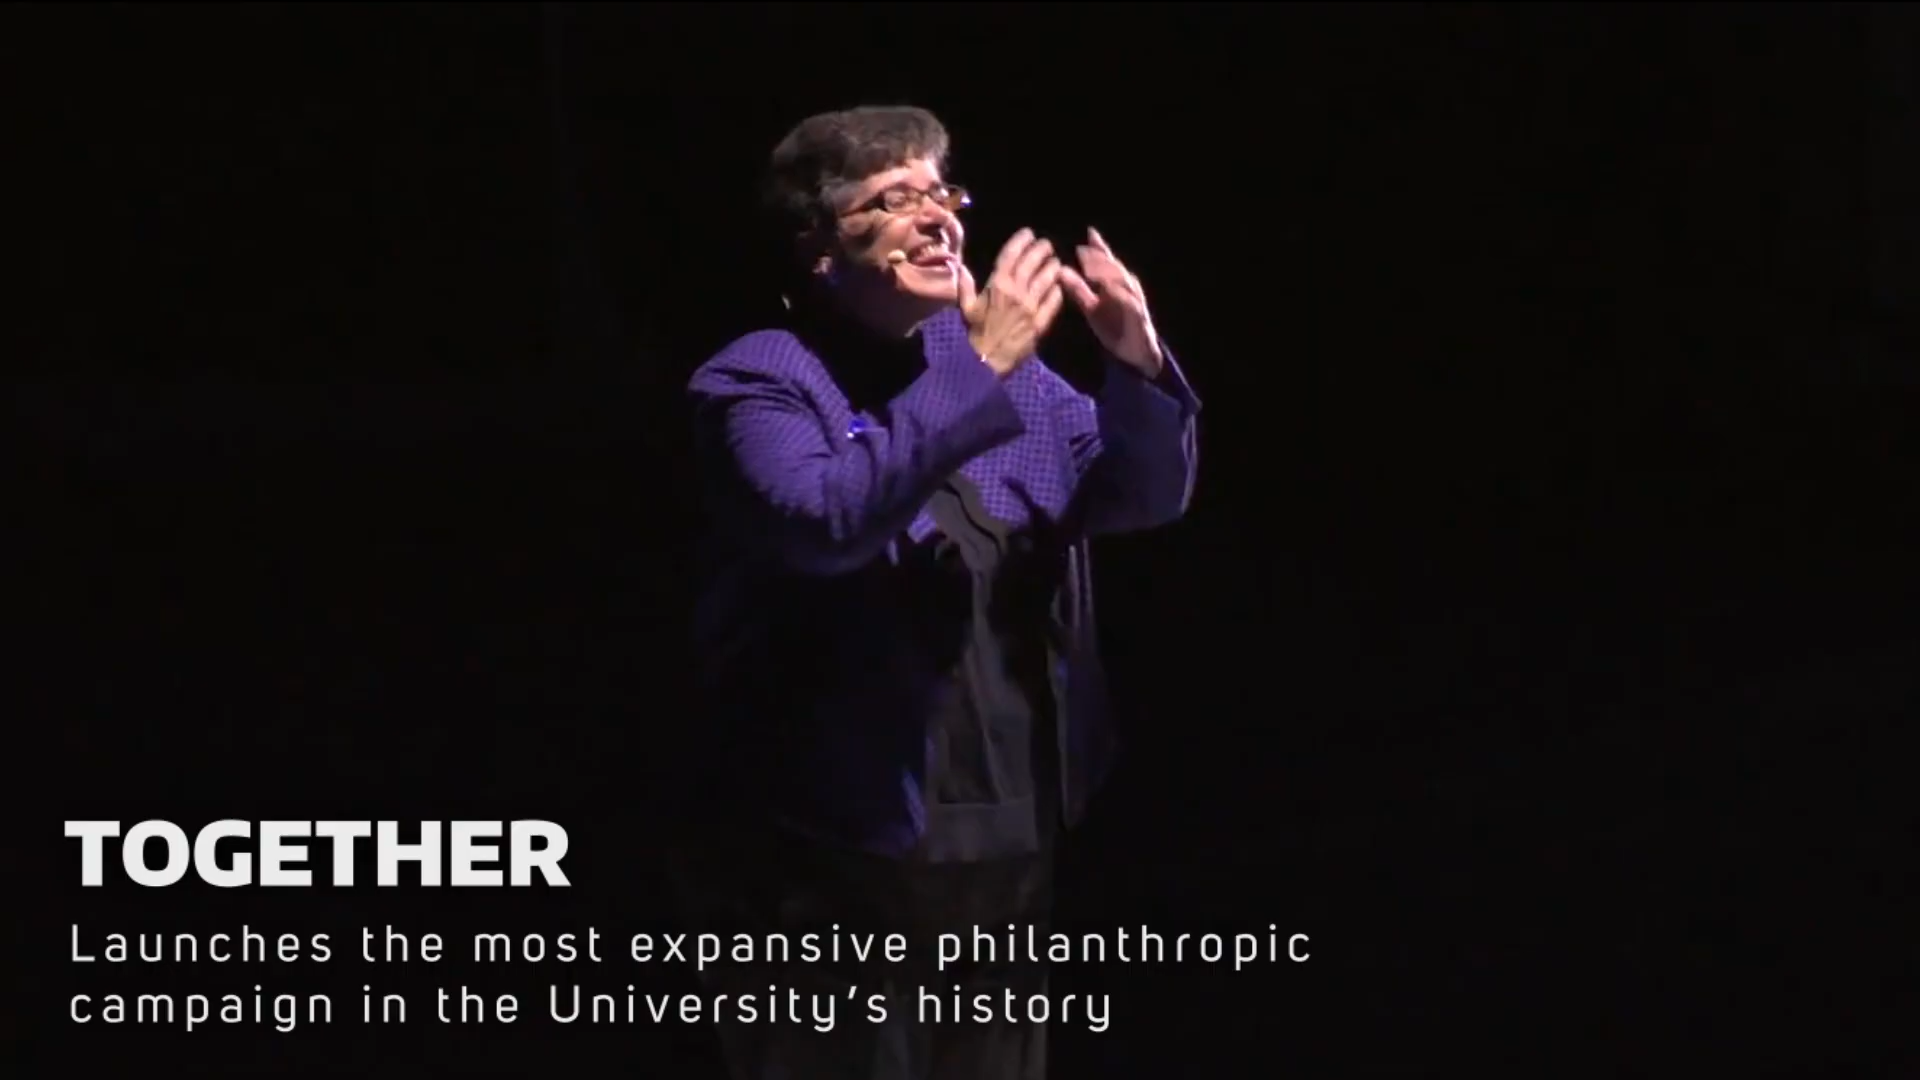 TOGETHER
Launches the most expansive philanthropic
campaign in the University’s history